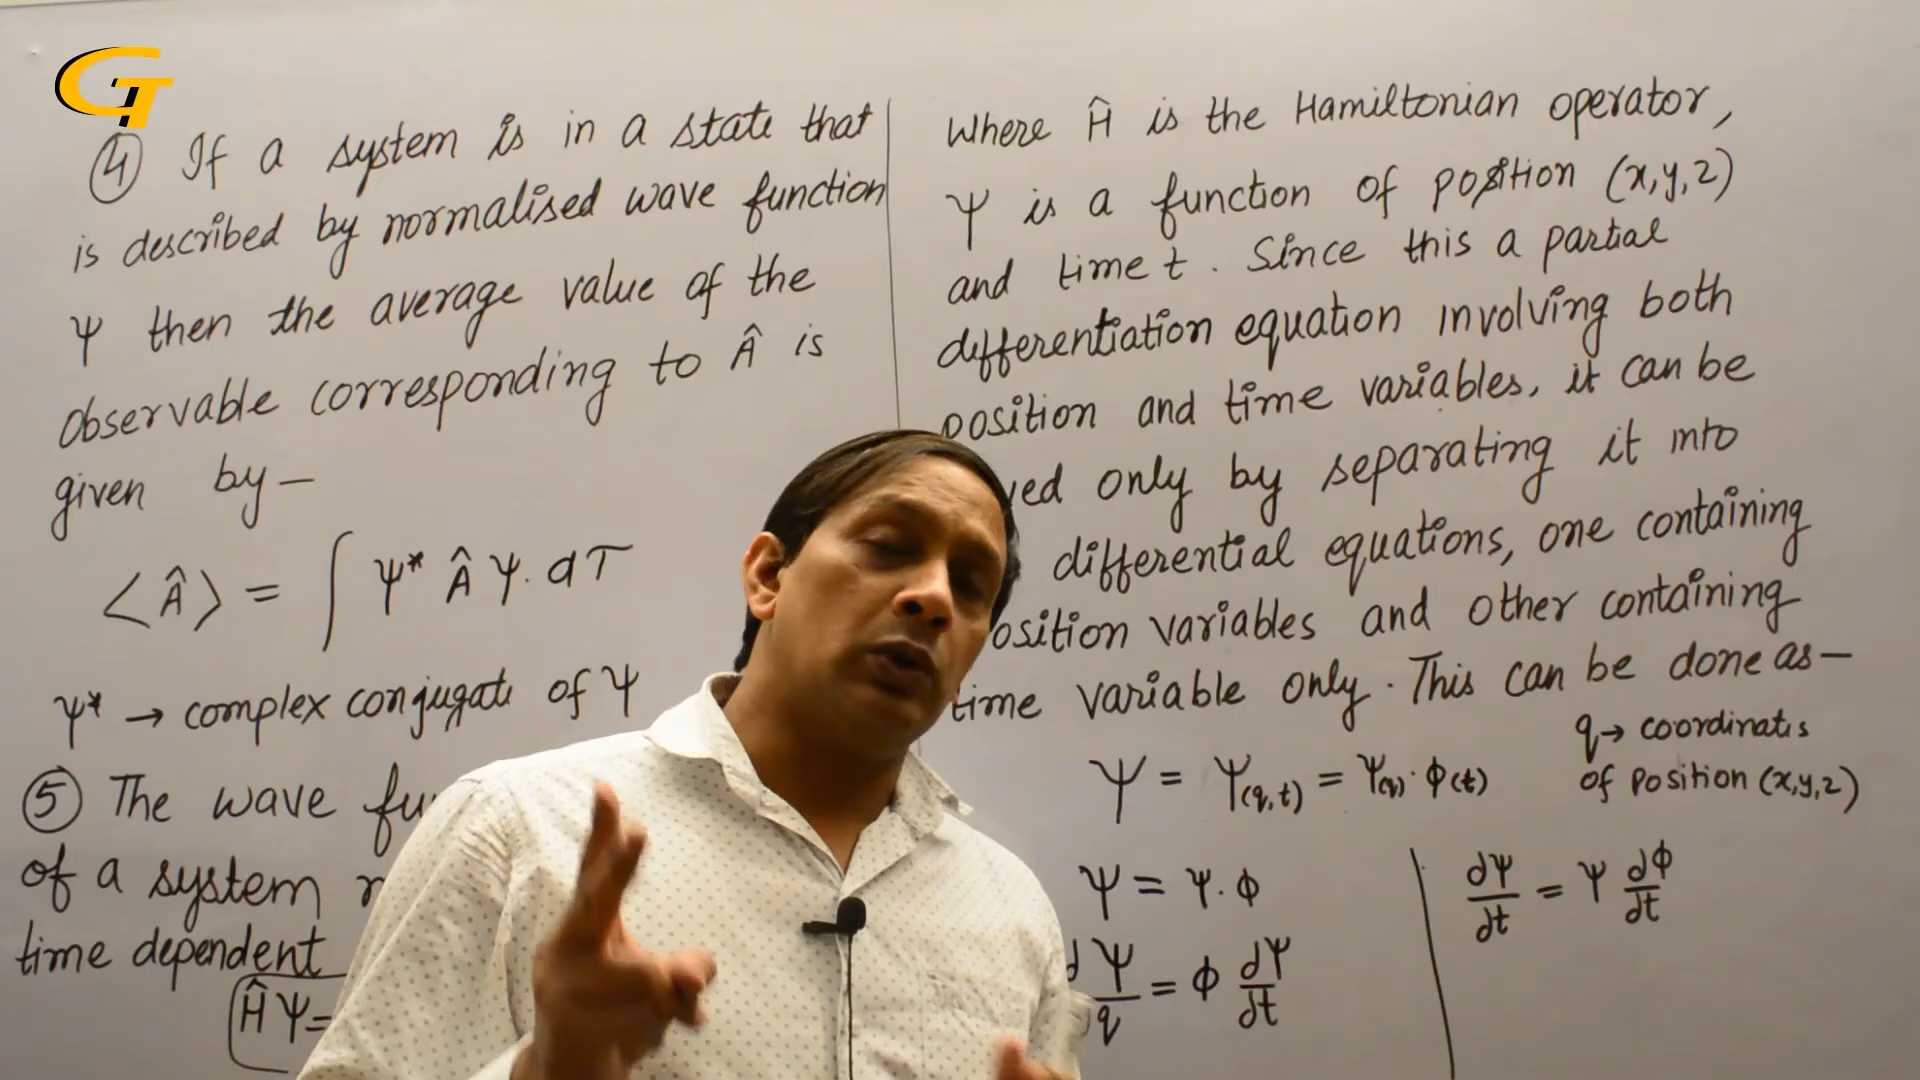 GT
④ If a system is in a state that
is described by normalised wave function
Ψ then the average value of the
observable corresponding to Â is
given by—
<Â> = ∫ Ψ* Â Ψ. dτ
Ψ* → complex conjugate of Ψ
⑤ The wave
of a system
time dependent
ĤΨ=
Where Ĥ is the Hamiltonian operator,
Ψ is a function of position (x,y,z)
and time t. Since this a partial
differentiation equation involving both
position and time variables, it can be
only by separating it into
differential equations, one containing
variables and other containing
time variable only. This can be done as—
q→ coordinates
of position (x,y,z)
Ψ = Ψ(q,t) = Ψ(q)· Φ(t)
Ψ = Ψ·Φ
dΨ/q = Φ dΨ/dt
dΨ/dt = Ψ dΦ/dt